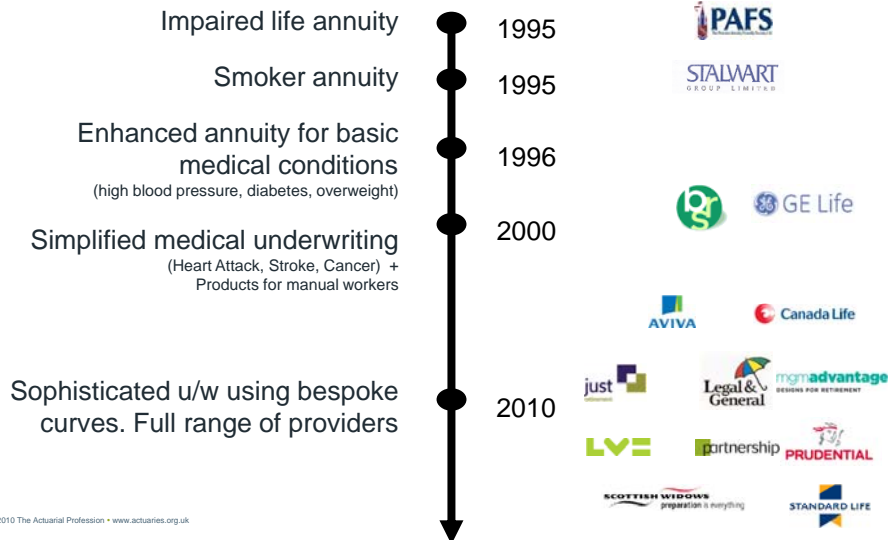 Impaired life annuity
1995
PAFS
Smoker annuity
1995
STALWART
GROUP LIMITED
Enhanced annuity for basic
medical conditions
(high blood pressure, diabetes, overweight)
1996
prs
GE Life
Simplified medical underwriting
(Heart Attack, Stroke, Cancer) +
Products for manual workers
2000
AVIVA
Canada Life
Sophisticated u/w using bespoke
curves. Full range of providers
2010
just
retirement
Legal &
General
mgmadvantage
DESIGNS FOR RETIREMENT
LV=
partnership
PRUDENTIAL
SCOTTISH WIDOWS
preparation is everything
STANDARD LIFE
2010 The Actuarial Profession • www.actuaries.org.uk